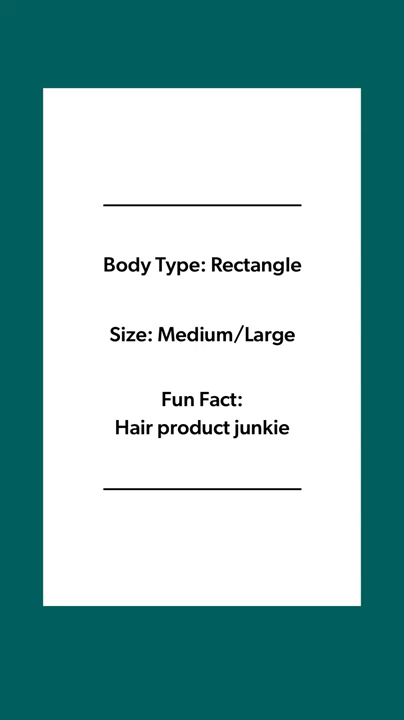 Body Type: Rectangle
Size: Medium/Large
Fun Fact:
Hair product junkie